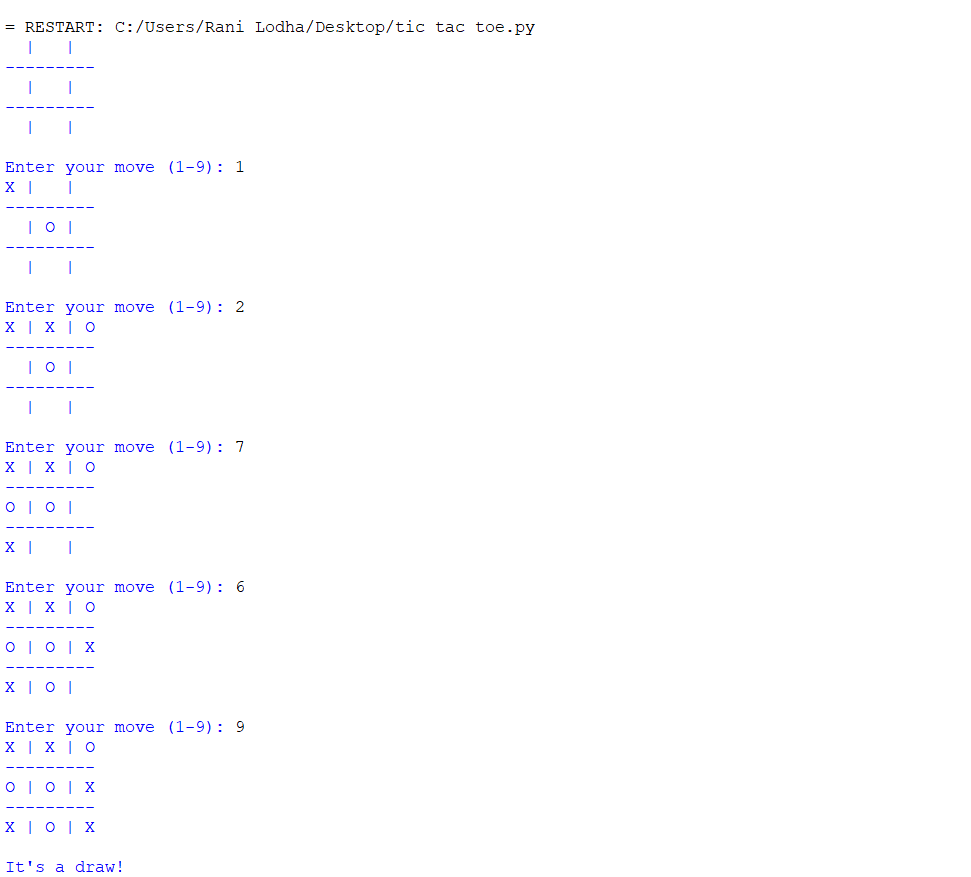 = RESTART: C:/Users/Rani Lodha/Desktop/tic tac toe.py
  |   |  
---------
  |   |  
---------
  |   |  
Enter your move (1-9): 1
X |   |  
---------
  | O |  
---------
  |   |  
Enter your move (1-9): 2
X | X | O
---------
  | O |  
---------
  |   |  
Enter your move (1-9): 7
X | X | O
---------
O | O |  
---------
X |   |  
Enter your move (1-9): 6
X | X | O
---------
O | O | X
---------
X | O |  
Enter your move (1-9): 9
X | X | O
---------
O | O | X
---------
X | O | X
It's a draw!